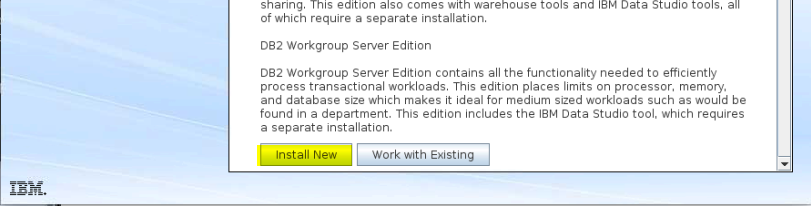 sharing. This edition also comes with warehouse tools and IBM Data Studio tools, all
of which require a separate installation.
DB2 Workgroup Server Edition
DB2 Workgroup Server Edition contains all the functionality needed to efficiently
process transactional workloads. This edition places limits on processor, memory,
and database size which makes it ideal for medium sized workloads such as would be
found in a department. This edition includes the IBM Data Studio tool, which requires
a separate installation.
Install New Work with Existing
IBM.